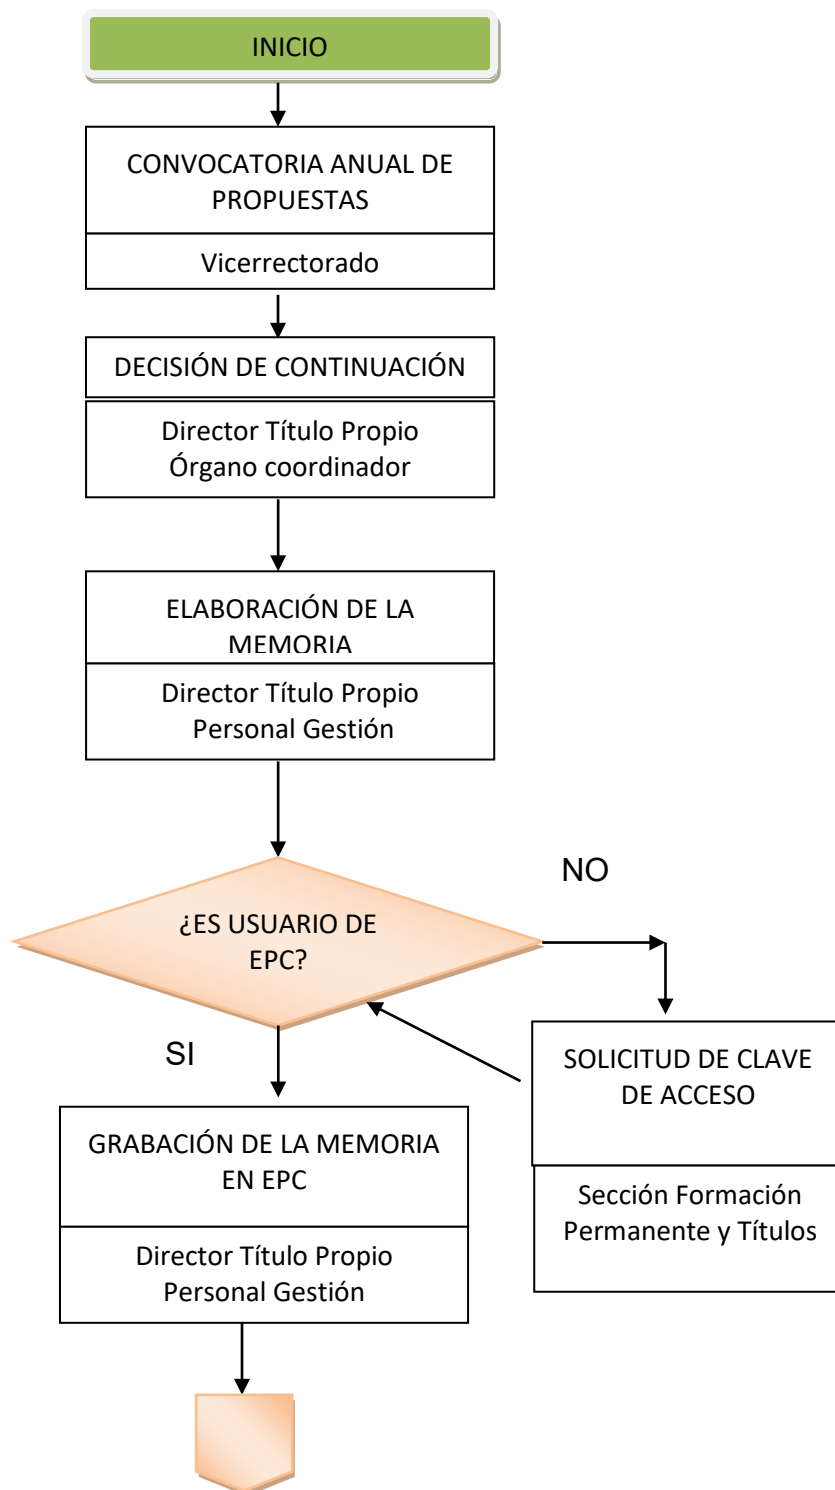 INICIO
CONVOCATORIA ANUAL DE
PROPUESTAS
Vicerrectorado
DECISIÓN DE CONTINUACIÓN
Director Título Propio
Órgano coordinador
ELABORACIÓN DE LA
MEMORIA
Director Título Propio
Personal Gestión
NO
¿ES USUARIO DE
EPC?
SI
SOLICITUD DE CLAVE
DE ACCESO
Sección Formación
Permanente y Títulos
GRABACIÓN DE LA MEMORIA
EN EPC
Director Título Propio
Personal Gestión